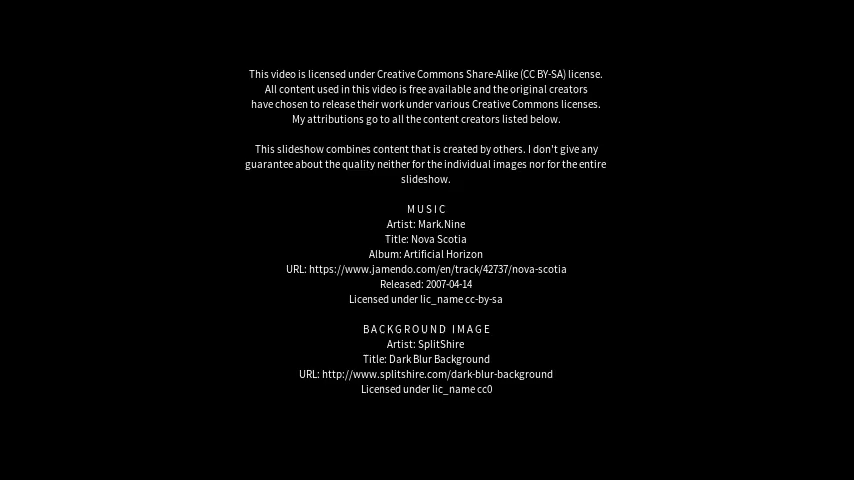 This video is licensed under Creative Commons Share-Alike (CC BY-SA) license.
All content used in this video is free available and the original creators
have chosen to release their work under various Creative Commons licenses.
My attributions go to all the content creators listed below.
This slideshow combines content that is created by others. I don't give any
guarantee about the quality neither for the individual images nor for the entire
slideshow.
MUSIC
Artist: Mark.Nine
Title: Nova Scotia
Album: Artificial Horizon
URL: https://www.jamendo.com/en/track/42737/nova-scotia
Released: 2007-04-14
Licensed under lic_name cc-by-sa
BACKGROUND IMAGE
Artist: SplitShire
Title: Dark Blur Background
URL: http://www.splitshire.com/dark-blur-background
Licensed under lic_name cc0